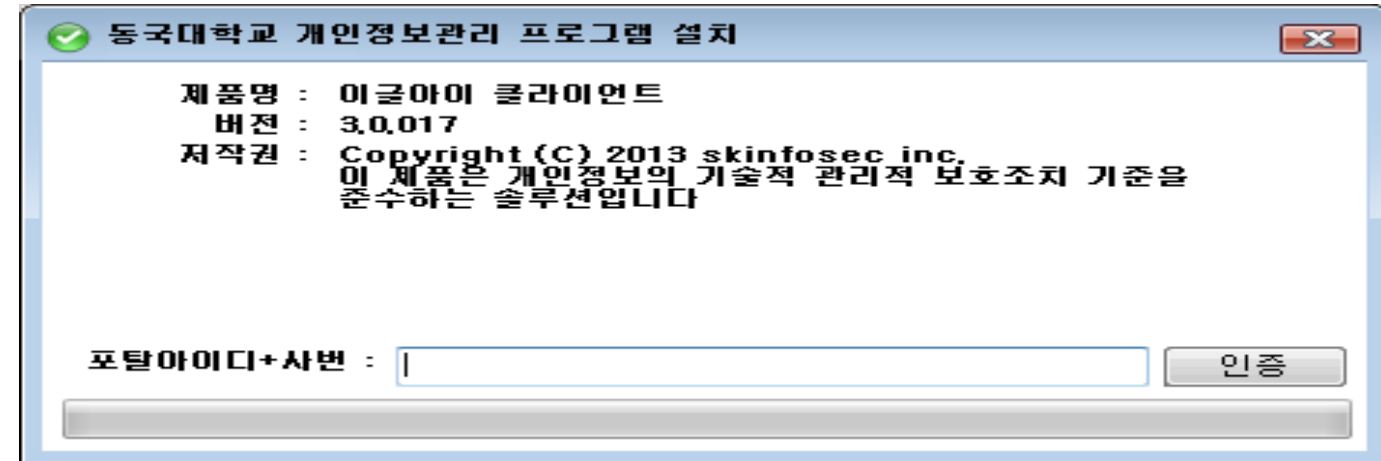 동국대학교 개인정보관리 프로그램 설치
제품명 : 이글아이 클라이언트
버전 : 3.0.017
저작권 : Copyright (C) 2013 skinfosec inc.
이 제품은 개인정보의 기술적 관리적 보호조치 기준을
준수하는 솔루션입니다
포탈아이디+사번 :
인증